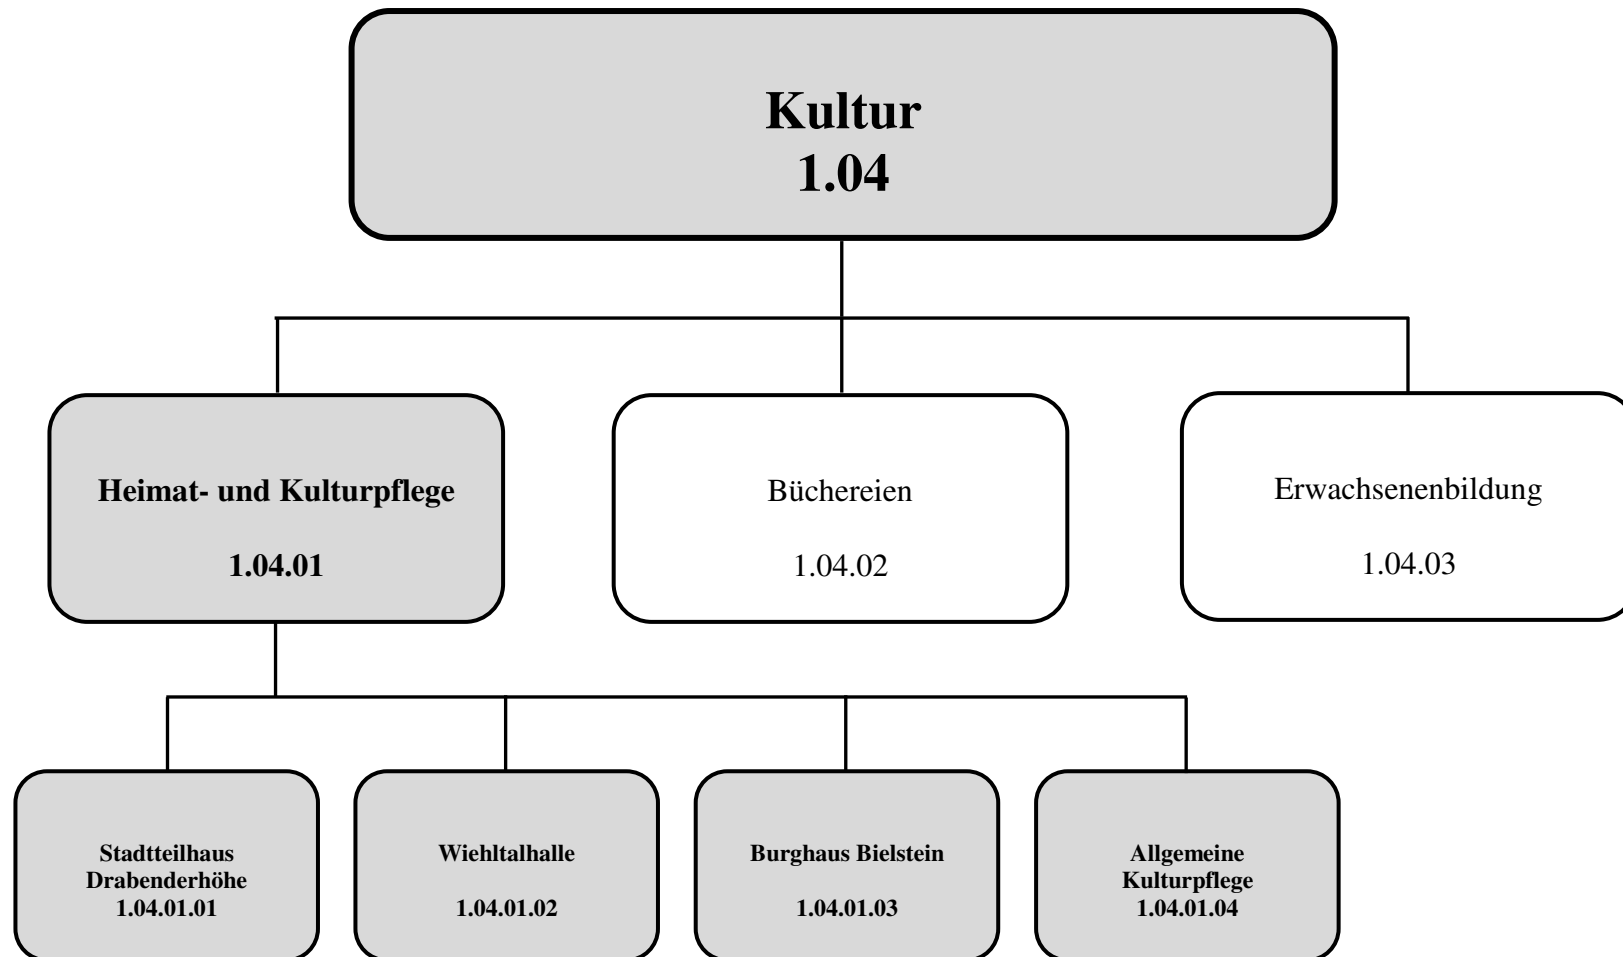 Kultur
1.04
Heimat- und Kulturpflege
1.04.01
Büchereien
1.04.02
Erwachsenenbildung
1.04.03
Stadtteilhaus
Drabenderhöhe
1.04.01.01
Wiehltalhalle
1.04.01.02
Burghaus Bielstein
1.04.01.03
Allgemeine
Kulturpflege
1.04.01.04